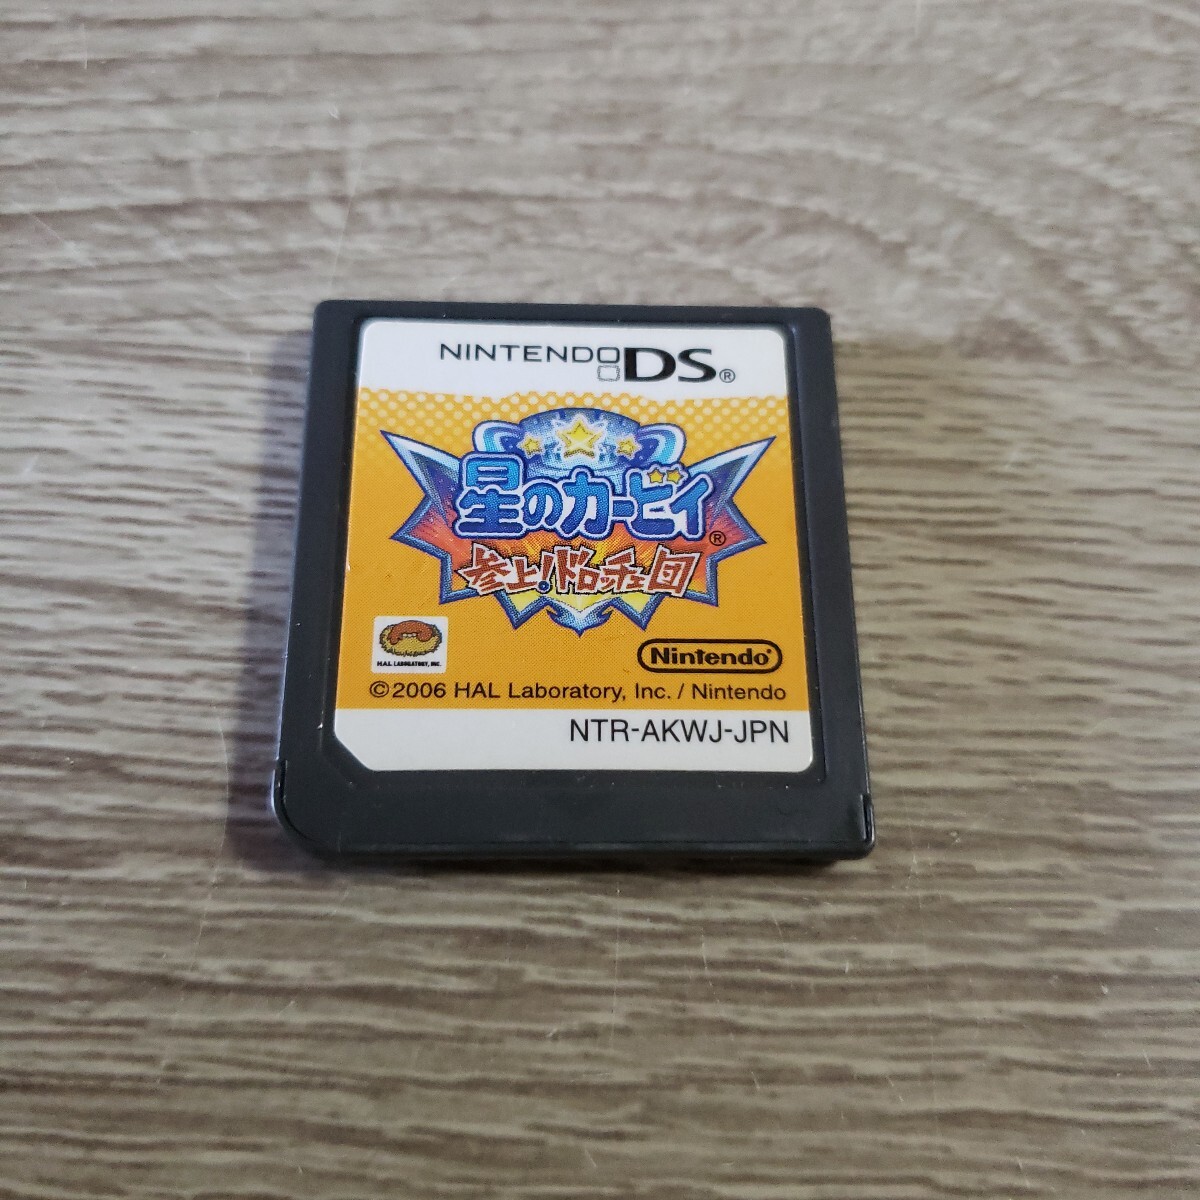 NINTENDO DS®
星のカービィ®
参上!ドロッチェ団
HAL LABORATORY, INC.
Nintendo®
©2006 HAL Laboratory, Inc. / Nintendo
NTR-AKWJ-JPN